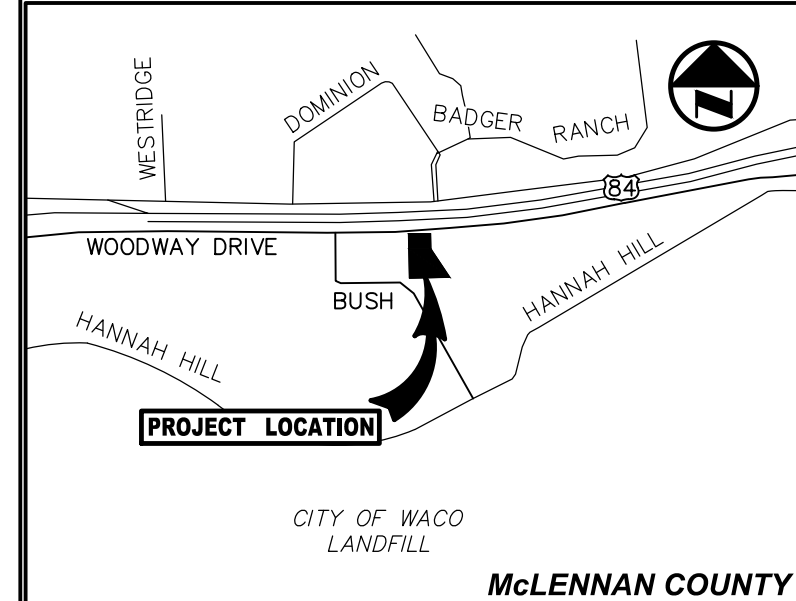 WESTRIDGE
DOMINION
BADGER RANCH
N
84
WOODWAY DRIVE
BUSH
HANNAH HILL
HANNAH HILL
PROJECT LOCATION
CITY OF WACO
LANDFILL
McLENNAN COUNTY